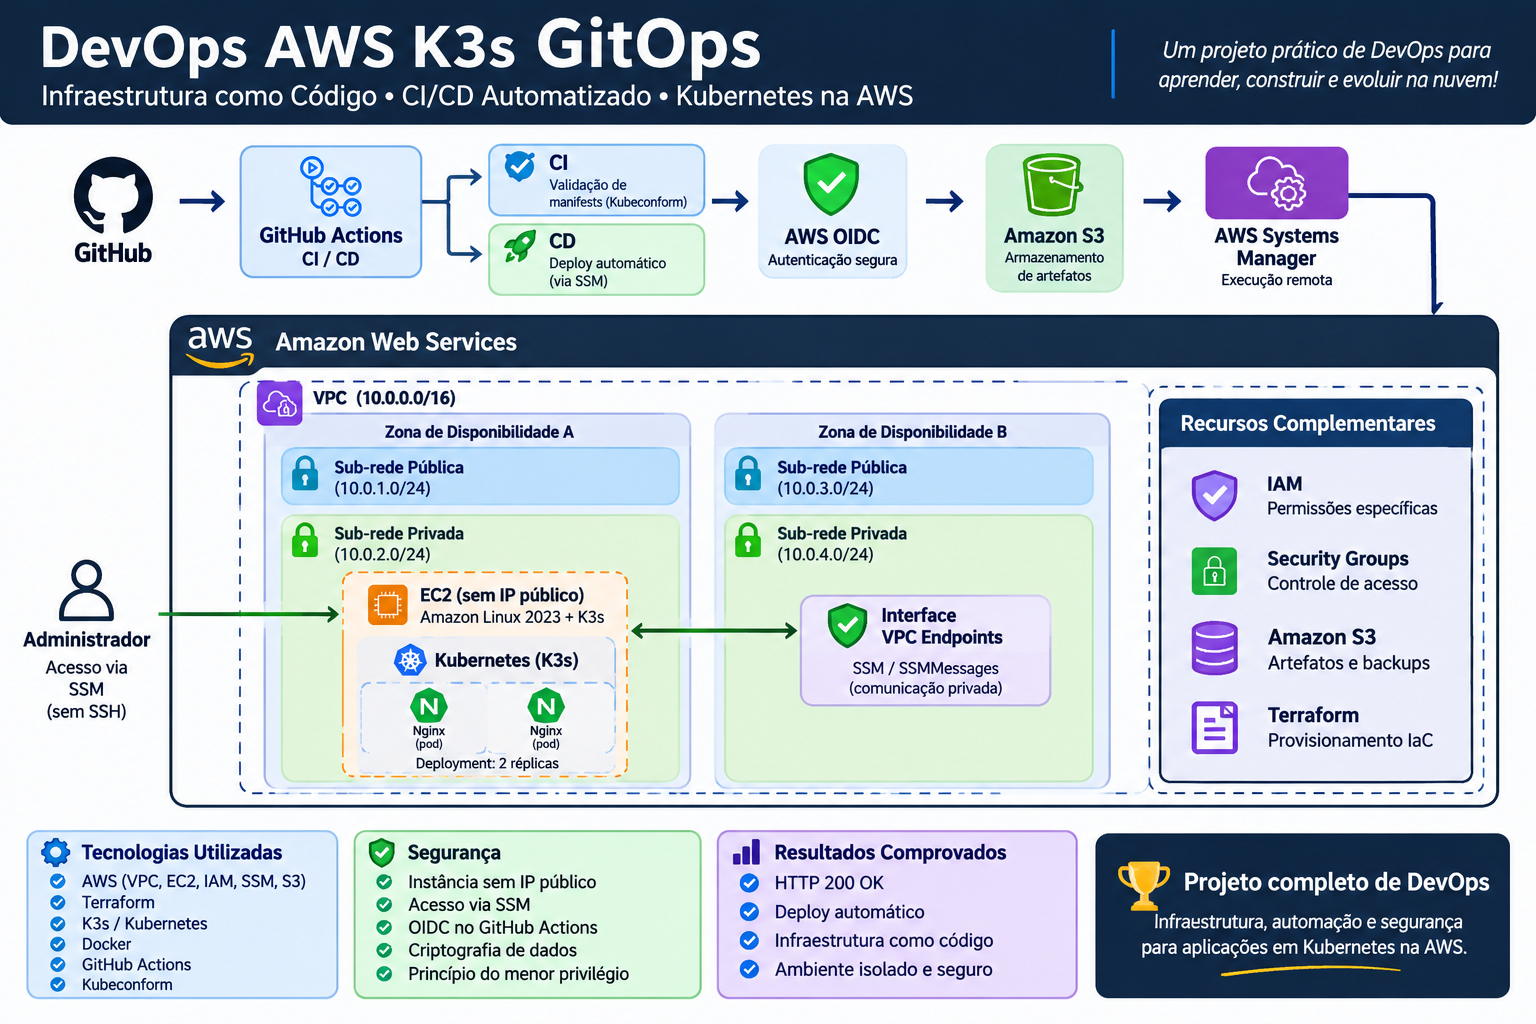 DevOps AWS K3s GitOps
Infraestrutura como Código • CI/CD Automatizado • Kubernetes na AWS
Um projeto prático de DevOps para
aprender, construir e evoluir na nuvem!
GitHub
GitHub Actions
CI / CD
CI
Validação de
manifests (Kubeconform)
CD
Deploy automático
(via SSM)
AWS OIDC
Autenticação segura
Amazon S3
Armazenamento
de artefatos
AWS Systems
Manager
Execução remota
aws
Amazon Web Services
VPC (10.0.0.0/16)
Zona de Disponibilidade A
Sub-rede Pública
(10.0.1.0/24)
Sub-rede Privada
(10.0.2.0/24)
EC2 (sem IP público)
Amazon Linux 2023 + K3s
Kubernetes (K3s)
N
Nginx
(pod)
N
Nginx
(pod)
Deployment: 2 réplicas
Zona de Disponibilidade B
Sub-rede Pública
(10.0.3.0/24)
Sub-rede Privada
(10.0.4.0/24)
Interface
VPC Endpoints
SSM / SSMMessages
(comunicação privada)
Recursos Complementares
IAM
Permissões específicas
Security Groups
Controle de acesso
Amazon S3
Artefatos e backups
Terraform
Provisionamento IaC
Administrador
Acesso via
SSM
(sem SSH)
Tecnologias Utilizadas
AWS (VPC, EC2, IAM, SSM, S3)
Terraform
K3s / Kubernetes
Docker
GitHub Actions
Kubeconform
Segurança
Instância sem IP público
Acesso via SSM
OIDC no GitHub Actions
Criptografia de dados
Princípio do menor privilégio
Resultados Comprovados
HTTP 200 OK
Deploy automático
Infraestrutura como código
Ambiente isolado e seguro
Projeto completo de DevOps
Infraestrutura, automação e segurança
para aplicações em Kubernetes na AWS.